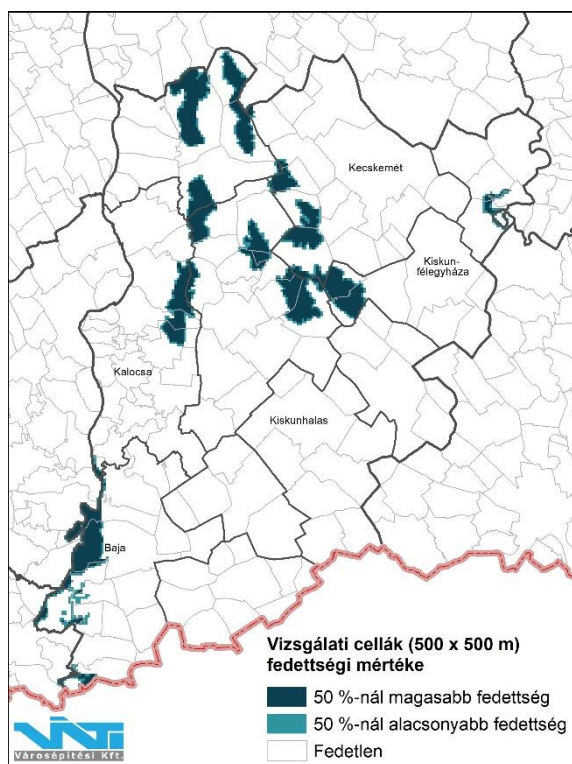 Kecskemét
Kiskun-
félegyháza
Kalocsa
Kiskunhalas
Baja
Vizsgálati cellák (500 x 500 m)
fedettségi mértéke
50 %-nál magasabb fedettség
50 %-nál alacsonyabb fedettség
Fedetlen
VÁTI
Városépítési Kft.